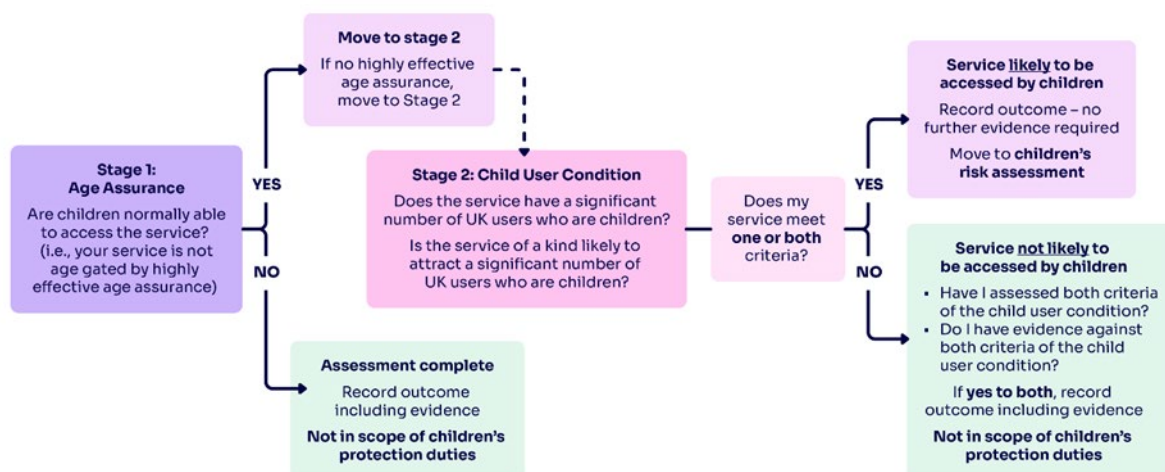 Stage 1:
Age Assurance
Are children normally able
to access the service?
(i.e., your service is not
age gated by highly
effective age assurance)
YES
NO
Move to stage 2
If no highly effective
age assurance,
move to Stage 2
Assessment complete
Record outcome
including evidence
Not in scope of children's
protection duties
Stage 2: Child User Condition
Does the service have a significant
number of UK users who are children?
Is the service of a kind likely to
attract a significant number of
UK users who are children?
Does my
service meet
one or both
criteria?
YES
NO
Service likely to be
accessed by children
Record outcome – no
further evidence required
Move to children's
risk assessment
Service not likely to
be accessed by children
• Have I assessed both criteria
of the child user condition?
• Do I have evidence against
both criteria of the child
user condition?
If yes to both, record
outcome including evidence
Not in scope of children's
protection duties